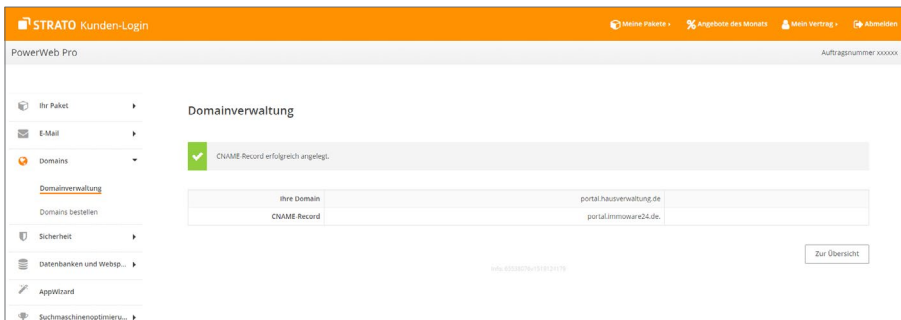 STRATO Kunden-Login
Meine Pakete
Angebote des Monats
Mein Vertrag
Abmelden
PowerWeb Pro
Auftragsnummer xxxxxx
Ihr Paket
E-Mail
Domains
Domainverwaltung
Domains bestellen
Sicherheit
Datenbanken und Websp...
AppWizard
Suchmaschinenoptimieru...
Domainverwaltung
CNAME-Record erfolgreich angelegt.
Ihre Domain portal.hausverwaltung.de
CNAME-Record portal.immoware24.de.
Zur Übersicht